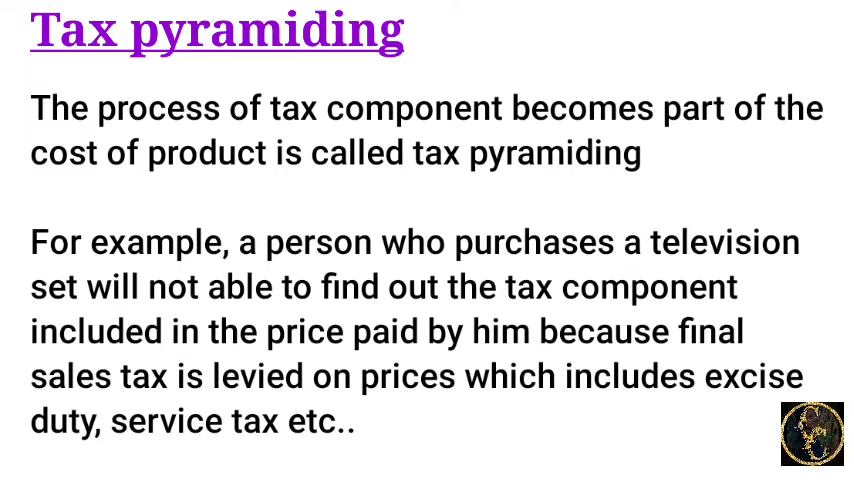 Tax pyramiding
The process of tax component becomes part of the
cost of product is called tax pyramiding
For example, a person who purchases a television
set will not able to find out the tax component
included in the price paid by him because final
sales tax is levied on prices which includes excise
duty, service tax etc..